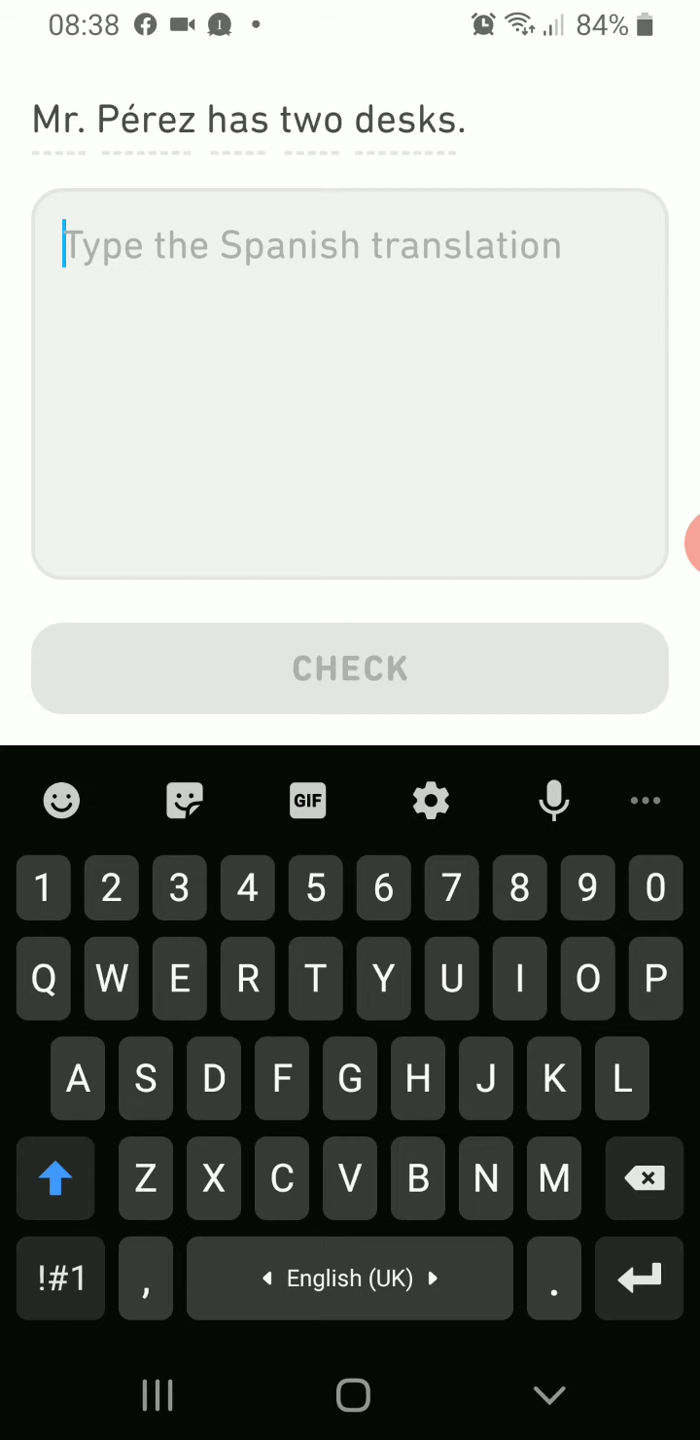 08:38 84%
Mr. Pérez has two desks.
Type the Spanish translation
CHECK
GIF
1 2 3 4 5 6 7 8 9 0
Q W E R T Y U I O P
A S D F G H J K L
Z X C V B N M
!#1 , English (UK) .